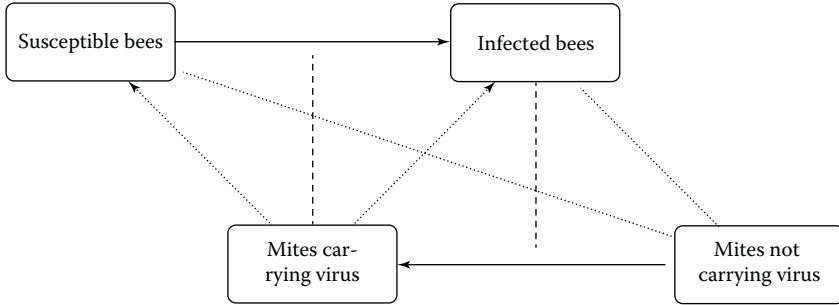 Susceptible bees
Infected bees
Mites car-
rying virus
Mites not
carrying virus